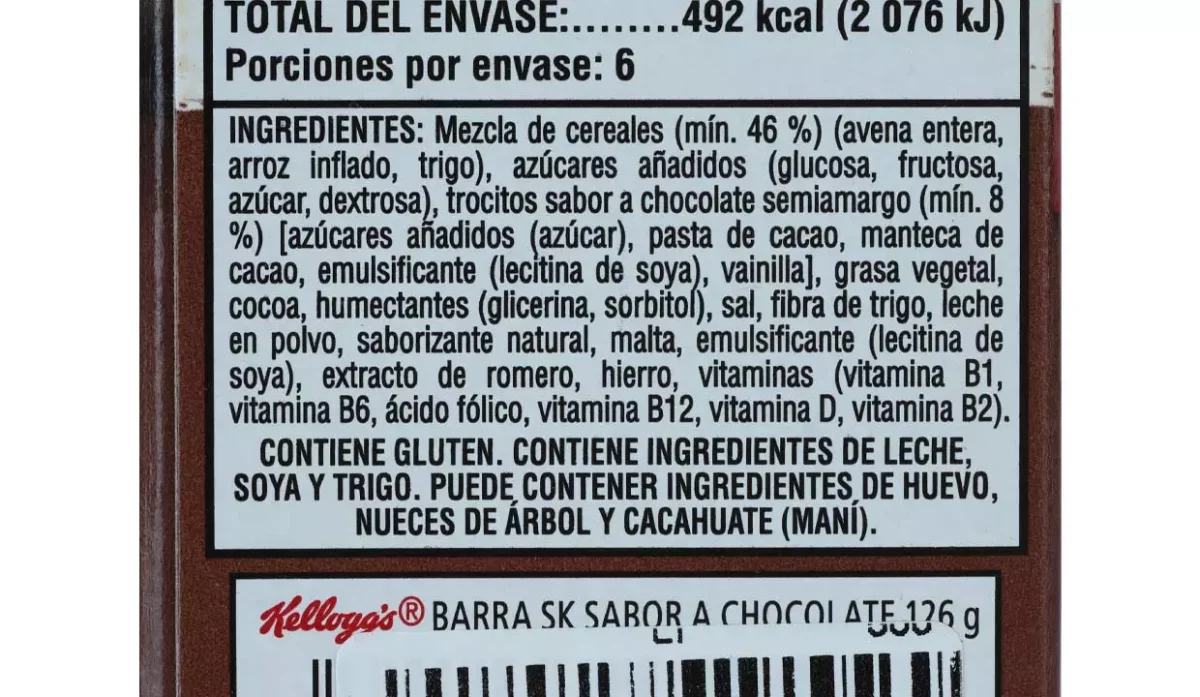 TOTAL DEL ENVASE:.........492 kcal (2 076 kJ)
Porciones por envase: 6
INGREDIENTES: Mezcla de cereales (mín. 46 %) (avena entera,
arroz inflado, trigo), azúcares añadidos (glucosa, fructosa,
azúcar, dextrosa), trocitos sabor a chocolate semiamargo (mín. 8
%) [azúcares añadidos (azúcar), pasta de cacao, manteca de
cacao, emulsificante (lecitina de soya), vainilla], grasa vegetal,
cocoa, humectantes (glicerina, sorbitol), sal, fibra de trigo, leche
en polvo, saborizante natural, malta, emulsificante (lecitina de
soya), extracto de romero, hierro, vitaminas (vitamina B1,
vitamina B6, ácido fólico, vitamina B12, vitamina D, vitamina B2).
CONTIENE GLUTEN. CONTIENE INGREDIENTES DE LECHE,
SOYA Y TRIGO. PUEDE CONTENER INGREDIENTES DE HUEVO,
NUECES DE ÁRBOL Y CACAHUATE (MANÍ).
Kellogg's® BARRA SK SABOR A CHOCOLATE 126 g